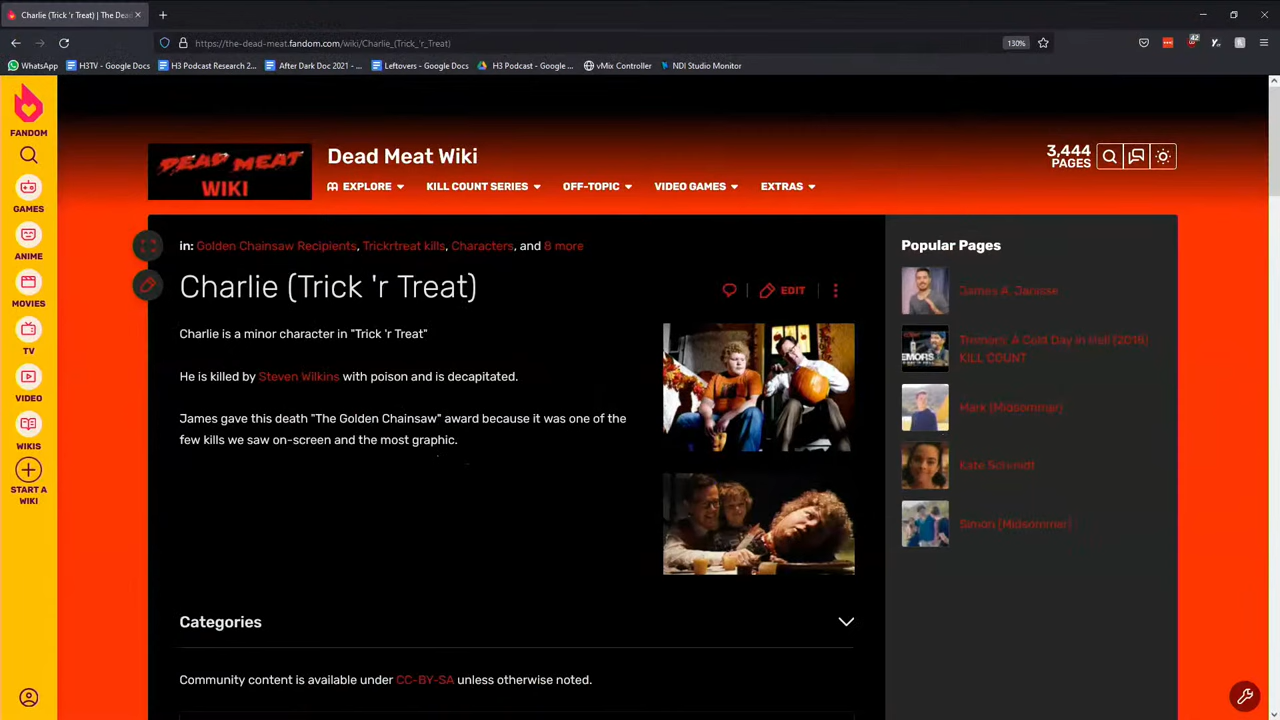 Charlie (Trick 'r Treat) | The Dea
https://the-dead-meat.fandom.com/wiki/Charlie_(Trick_'r_Treat)
130%
42
WhatsApp
H3TV - Google Docs
H3 Podcast Research 2...
After Dark Doc 2021 - ...
Leftovers - Google Docs
H3 Podcast - Google ...
vMix Controller
NDI Studio Monitor
FANDOM
GAMES
ANIME
MOVIES
TV
VIDEO
WIKIS
START A
WIKI
DEAD MEAT
WIKI
Dead Meat Wiki
3,444
PAGES
EXPLORE
KILL COUNT SERIES
OFF-TOPIC
VIDEO GAMES
EXTRAS
in: Golden Chainsaw Recipients, Trickrtreat kills, Characters, and 8 more
Charlie (Trick 'r Treat)
EDIT
Charlie is a minor character in "Trick 'r Treat"
He is killed by Steven Wilkins with poison and is decapitated.
James gave this death "The Golden Chainsaw" award because it was one of the
few kills we saw on-screen and the most graphic.
Categories
Community content is available under CC-BY-SA unless otherwise noted.
Popular Pages
James A. Janisse
Tremors: A Cold Day in Hell (2018)
KILL COUNT
Mark (Midsommar)
Kate Schmidt
Simon (Midsommar)